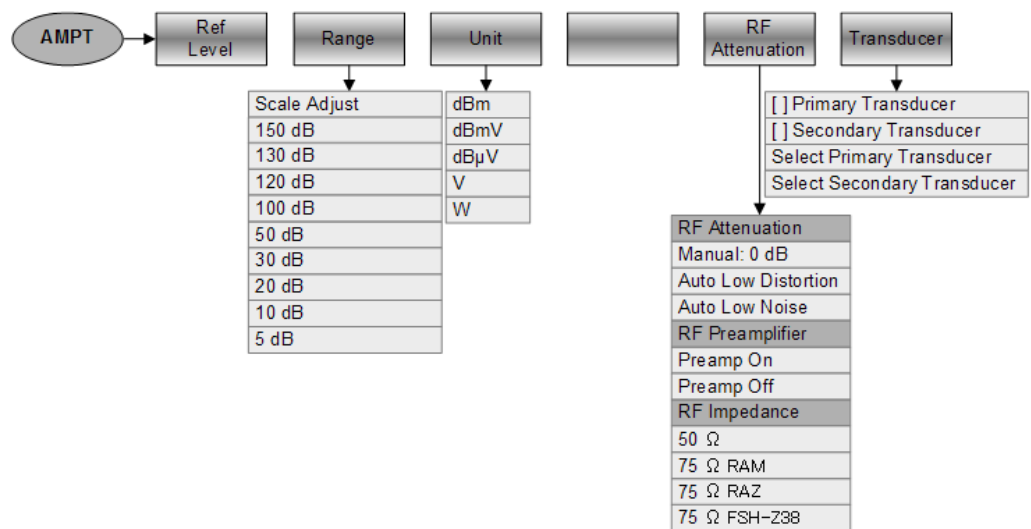 AMPT
Ref
Level
Range
Unit
RF
Attenuation
Transducer
Scale Adjust
150 dB
130 dB
120 dB
100 dB
50 dB
30 dB
20 dB
10 dB
5 dB
dBm
dBmV
dBµV
V
W
RF Attenuation
Manual: 0 dB
Auto Low Distortion
Auto Low Noise
RF Preamplifier
Preamp On
Preamp Off
RF Impedance
50 Ω
75 Ω RAM
75 Ω RAZ
75 Ω FSH-Z38
[ ] Primary Transducer
[ ] Secondary Transducer
Select Primary Transducer
Select Secondary Transducer